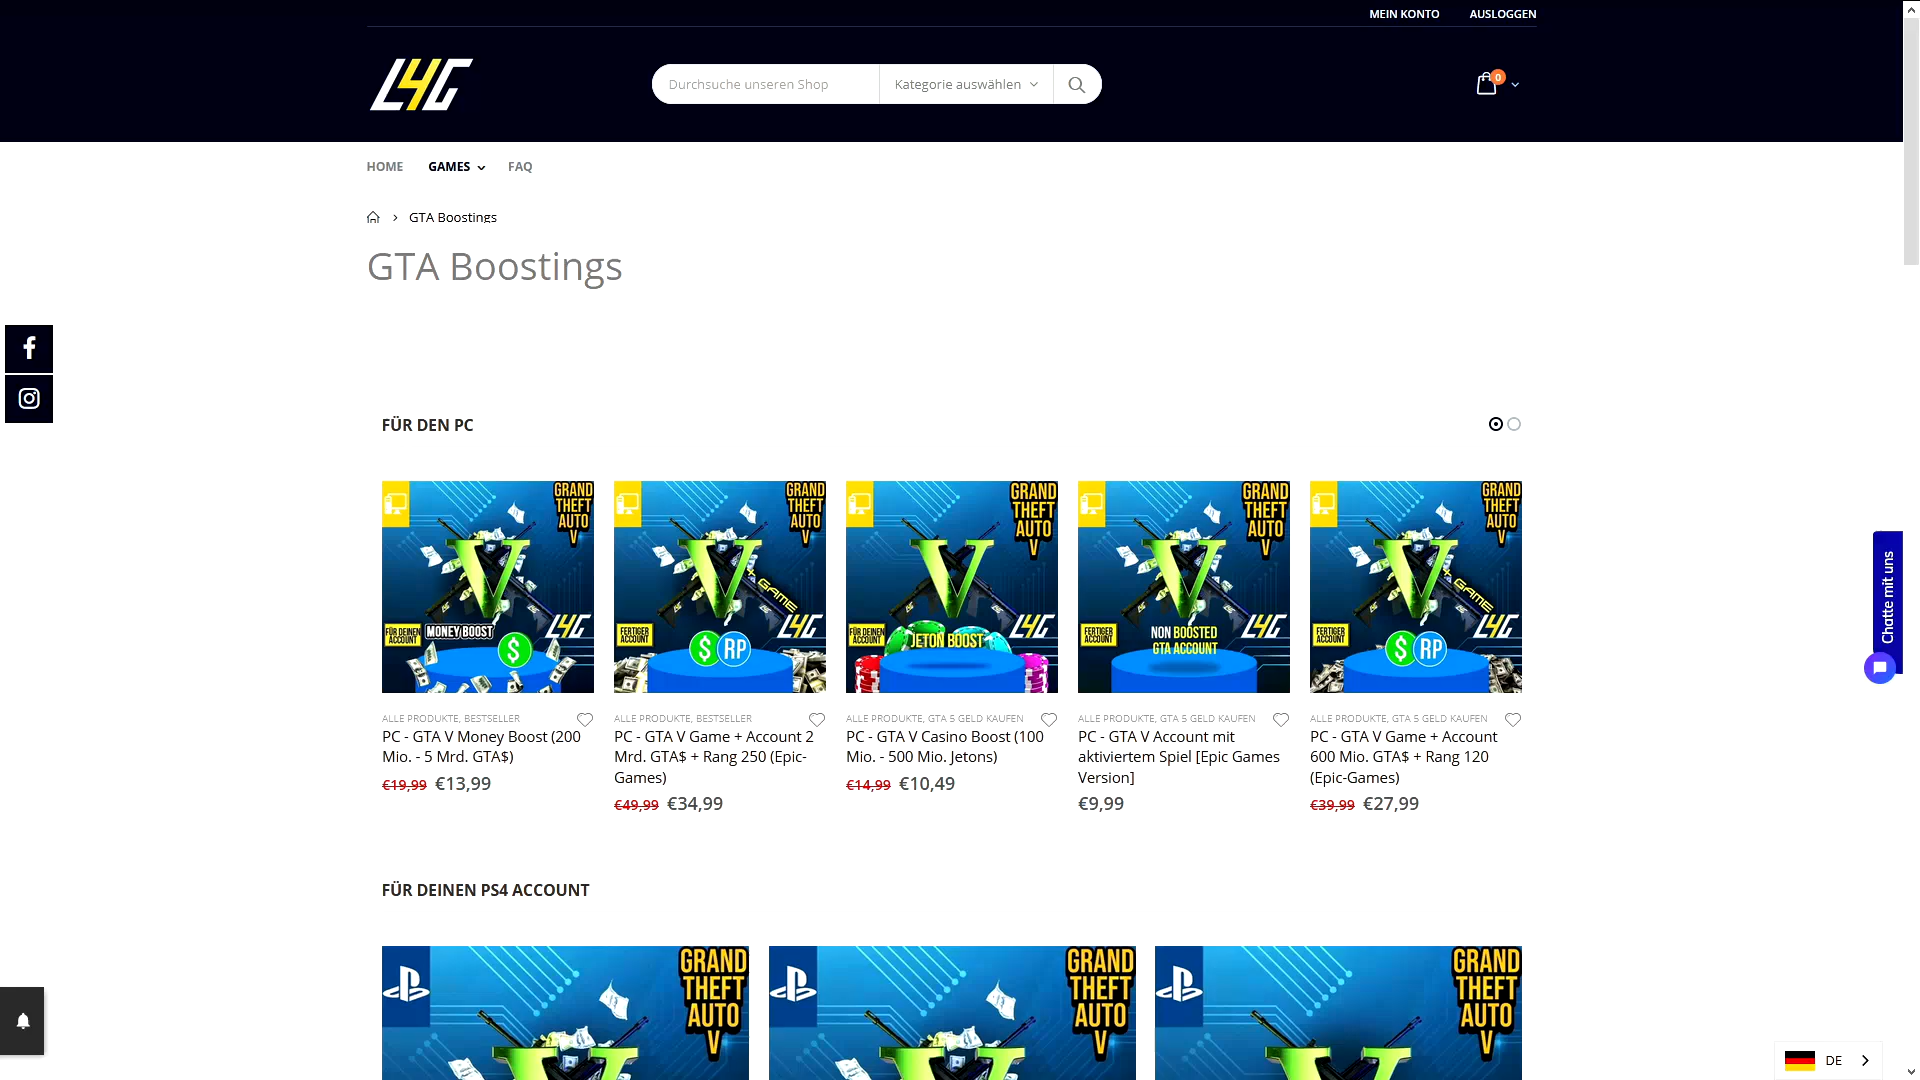 MEIN KONTO AUSLOGGEN
L4G
Durchsuche unseren Shop Kategorie auswählen
0
HOME GAMES FAQ
GTA Boostings
GTA Boostings
FÜR DEN PC
GRAND THEFT AUTO V FÜR DEINEN ACCOUNT MONEY BOOST $ L4G
GRAND THEFT AUTO V + GAME FERTIGER ACCOUNT $ RP L4G
GRAND THEFT AUTO V FÜR DEINEN ACCOUNT JETON BOOST L4G
GRAND THEFT AUTO V FERTIGER ACCOUNT NON BOOSTED GTA ACCOUNT L4G
GRAND THEFT AUTO V + GAME FERTIGER ACCOUNT $ RP L4G
ALLE PRODUKTE, BESTSELLER
PC - GTA V Money Boost (200
Mio. - 5 Mrd. GTA$)
€19,99 €13,99
ALLE PRODUKTE, BESTSELLER
PC - GTA V Game + Account 2
Mrd. GTA$ + Rang 250 (Epic-
Games)
€49,99 €34,99
ALLE PRODUKTE, GTA 5 GELD KAUFEN
PC - GTA V Casino Boost (100
Mio. - 500 Mio. Jetons)
€14,99 €10,49
ALLE PRODUKTE, GTA 5 GELD KAUFEN
PC - GTA V Account mit
aktiviertem Spiel [Epic Games
Version]
€9,99
ALLE PRODUKTE, GTA 5 GELD KAUFEN
PC - GTA V Game + Account
600 Mio. GTA$ + Rang 120
(Epic-Games)
€39,99 €27,99
Chatte mit uns
FÜR DEINEN PS4 ACCOUNT
GRAND THEFT AUTO V
GRAND THEFT AUTO V
GRAND THEFT AUTO V
DE